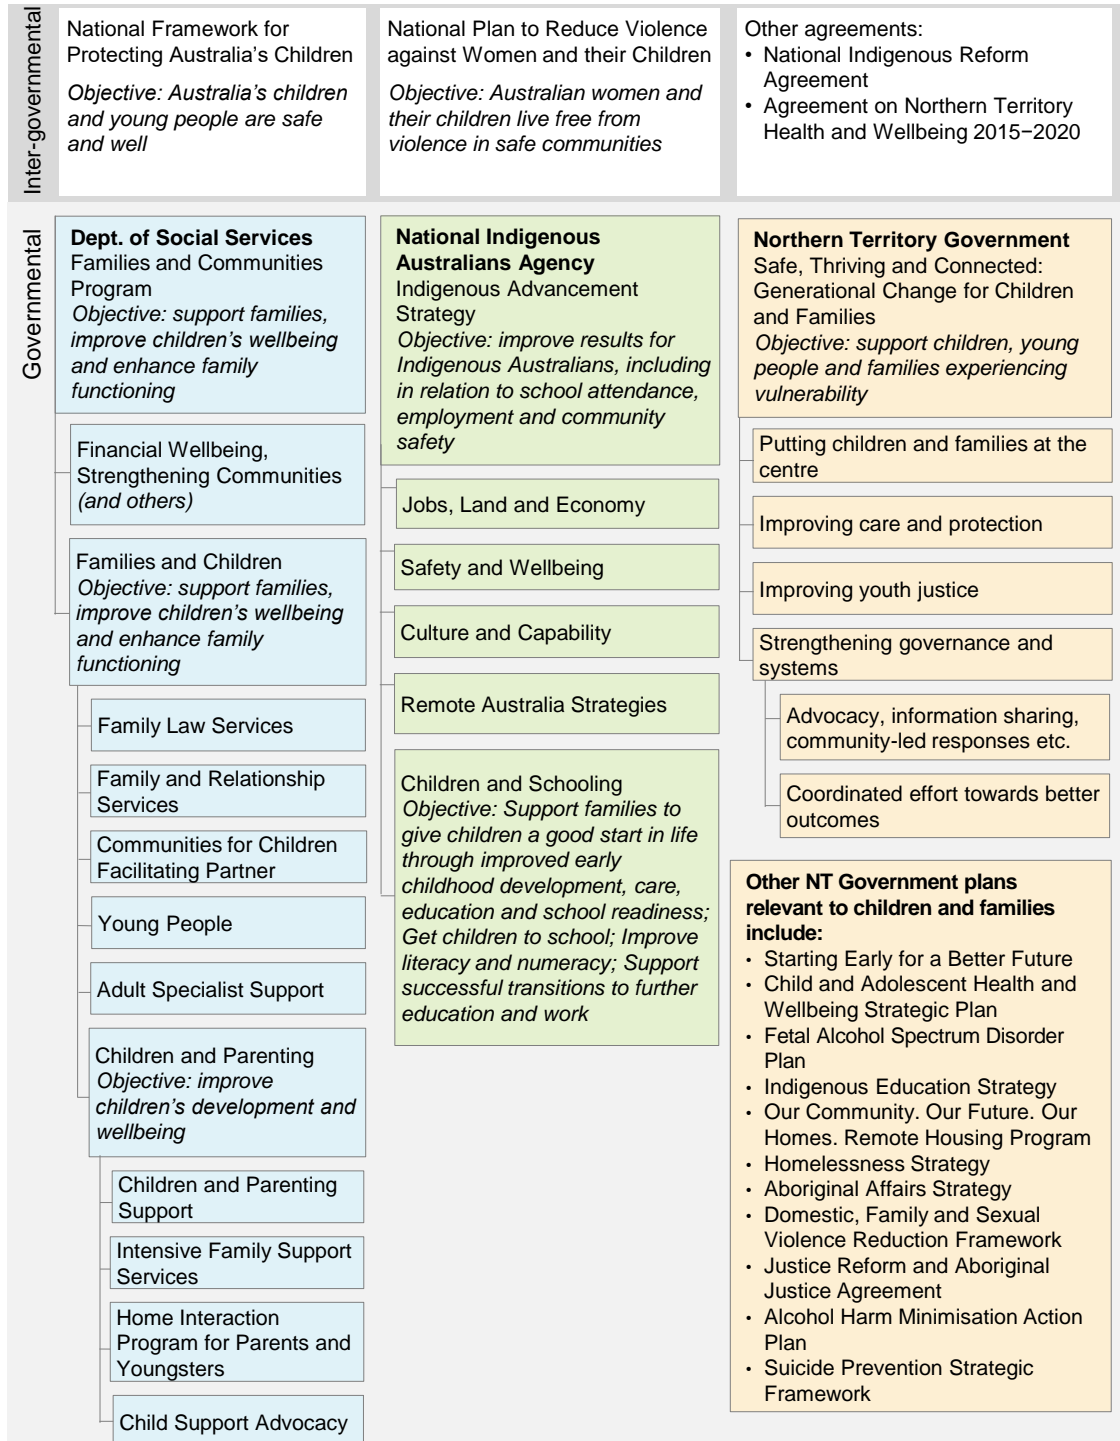 Inter-governmental
National Framework for
Protecting Australia's Children
Objective: Australia's children
and young people are safe
and well
National Plan to Reduce Violence
against Women and their Children
Objective: Australian women and
their children live free from
violence in safe communities
Other agreements:
• National Indigenous Reform
Agreement
• Agreement on Northern Territory
Health and Wellbeing 2015−2020
Governmental
Dept. of Social Services
Families and Communities
Program
Objective: support families,
improve children's wellbeing
and enhance family
functioning
Financial Wellbeing,
Strengthening Communities
(and others)
Families and Children
Objective: support families,
improve children's wellbeing
and enhance family
functioning
Family Law Services
Family and Relationship
Services
Communities for Children
Facilitating Partner
Young People
Adult Specialist Support
Children and Parenting
Objective: improve
children's development and
wellbeing
Children and Parenting
Support
Intensive Family Support
Services
Home Interaction
Program for Parents and
Youngsters
Child Support Advocacy
National Indigenous
Australians Agency
Indigenous Advancement
Strategy
Objective: improve results for
Indigenous Australians, including
in relation to school attendance,
employment and community
safety
Jobs, Land and Economy
Safety and Wellbeing
Culture and Capability
Remote Australia Strategies
Children and Schooling
Objective: Support families to
give children a good start in life
through improved early
childhood development, care,
education and school readiness;
Get children to school; Improve
literacy and numeracy; Support
successful transitions to further
education and work
Northern Territory Government
Safe, Thriving and Connected:
Generational Change for Children
and Families
Objective: support children, young
people and families experiencing
vulnerability
Putting children and families at the
centre
Improving care and protection
Improving youth justice
Strengthening governance and
systems
Advocacy, information sharing,
community-led responses etc.
Coordinated effort towards better
outcomes
Other NT Government plans
relevant to children and families
include:
• Starting Early for a Better Future
• Child and Adolescent Health and
Wellbeing Strategic Plan
• Fetal Alcohol Spectrum Disorder
Plan
• Indigenous Education Strategy
• Our Community. Our Future. Our
Homes. Remote Housing Program
• Homelessness Strategy
• Aboriginal Affairs Strategy
• Domestic, Family and Sexual
Violence Reduction Framework
• Justice Reform and Aboriginal
Justice Agreement
• Alcohol Harm Minimisation Action
Plan
• Suicide Prevention Strategic
Framework